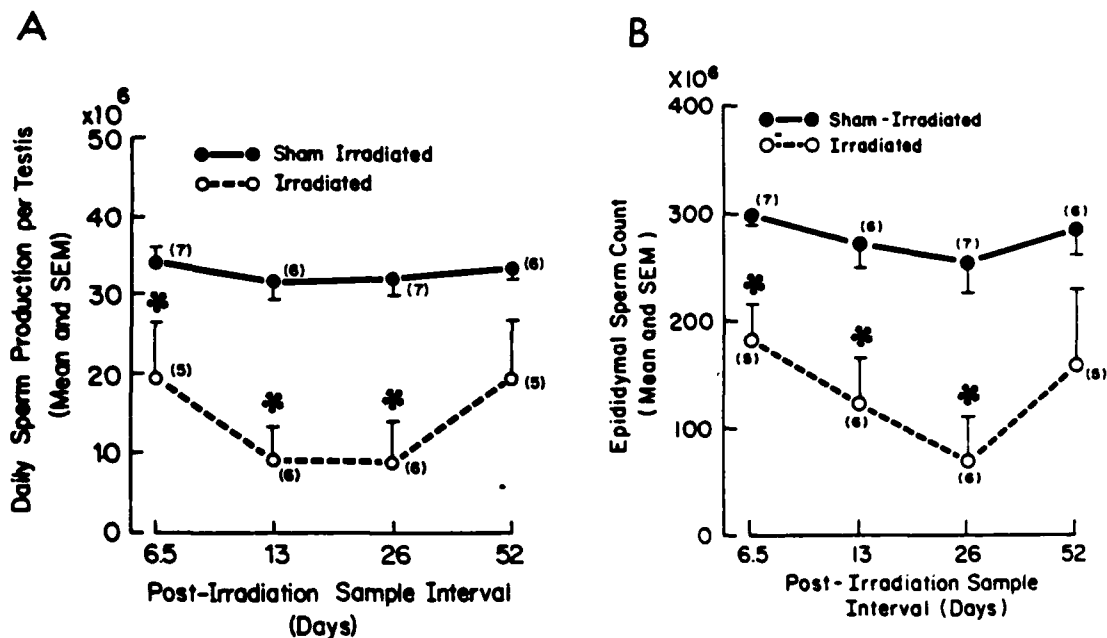 A
X10⁶
Daily Sperm Production per Testis
(Mean and SEM)
50
40
30
20
10
0
Sham Irradiated
Irradiated
(7)
(6)
(7)
(6)
*
*
*
(5)
(6)
(6)
(5)
6.5 13 26 52
Post-Irradiation Sample Interval
(Days)
B
X10⁶
Epididymal Sperm Count
(Mean and SEM)
400
300
200
100
0
Sham-Irradiated
Irradiated
(7)
(6)
(7)
(6)
*
*
*
(5)
(6)
(6)
(5)
6.5 13 26 52
Post-Irradiation Sample
Interval (Days)